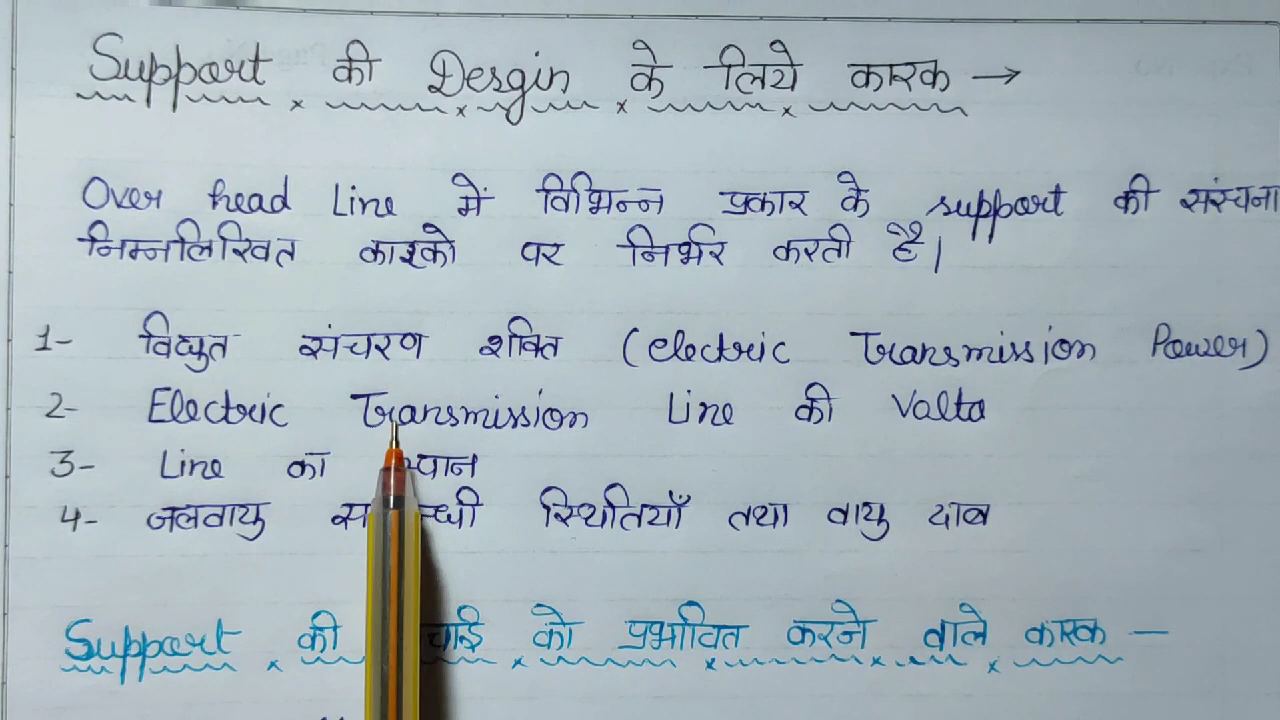 Support की Desgin के लिये कारक →
Over head Line में विभिन्न प्रकार के support की संरचना
निम्नलिखित कारको पर निर्भर करती है।
1- विद्युत संचरण शक्ति (electric Transmission Power)
2- Electric Transmission Line की Valta
3- Line का
4- जलवायु स्थितियाँ तथा वायु दाब
Support की को प्रभावित करने वाले कारक —